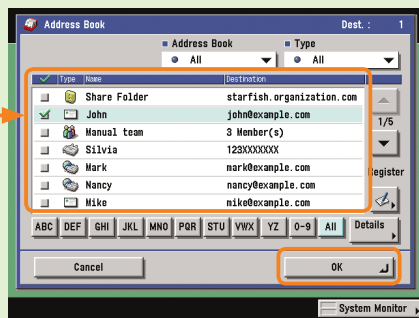 Address Book Dest. : 1
Address Book Type
All All
Type Name Destination
Share Folder starfish.organization.com
John john@example.com
Manual team 3 Member(s)
Silvia 123XXXXXXX
Mark mark@example.com
Nancy nancy@example.com
Mike mike@example.com
1/5
Register
ABC DEF GHI JKL MNO PQR STU VWX YZ 0-9 All Details
Cancel OK
System Monitor